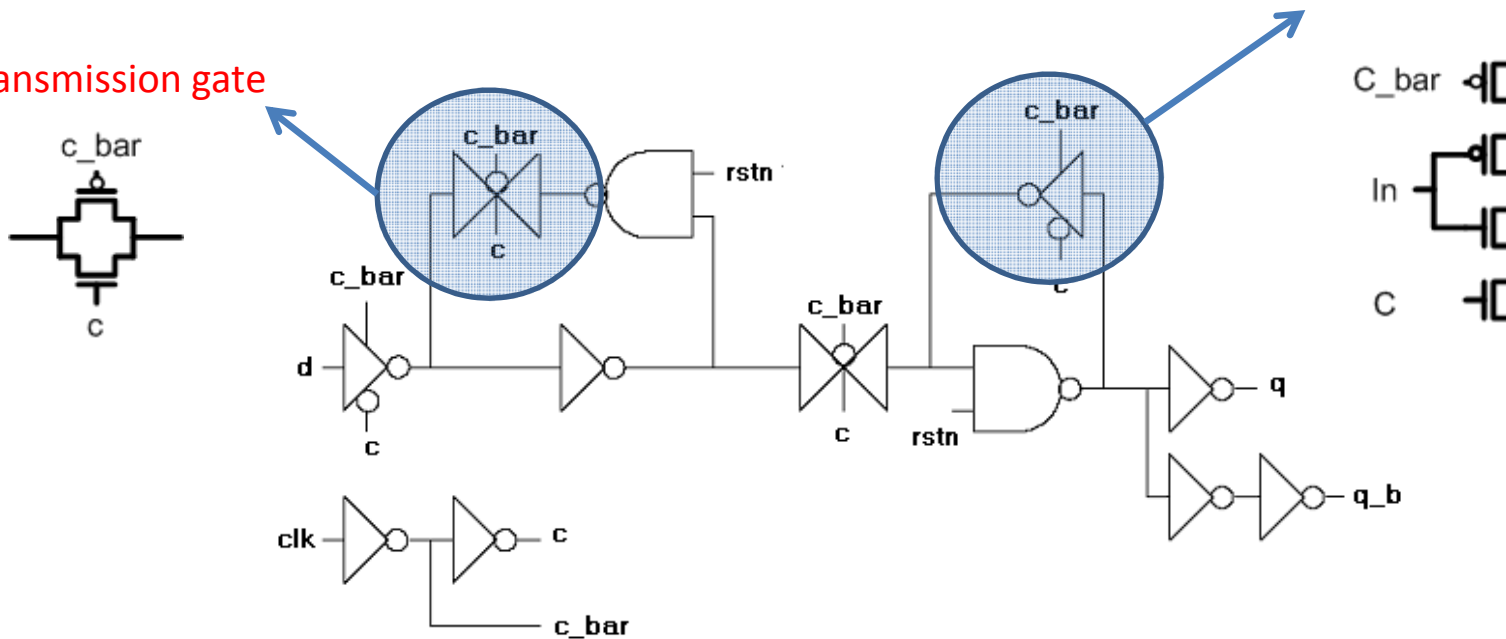 ansmission gate
c_bar
c
c_bar
c
rstn
c_bar
c
C_bar
In
C
c_bar
d
c
c_bar
c
rstn
q
q_b
clk
c
c_bar